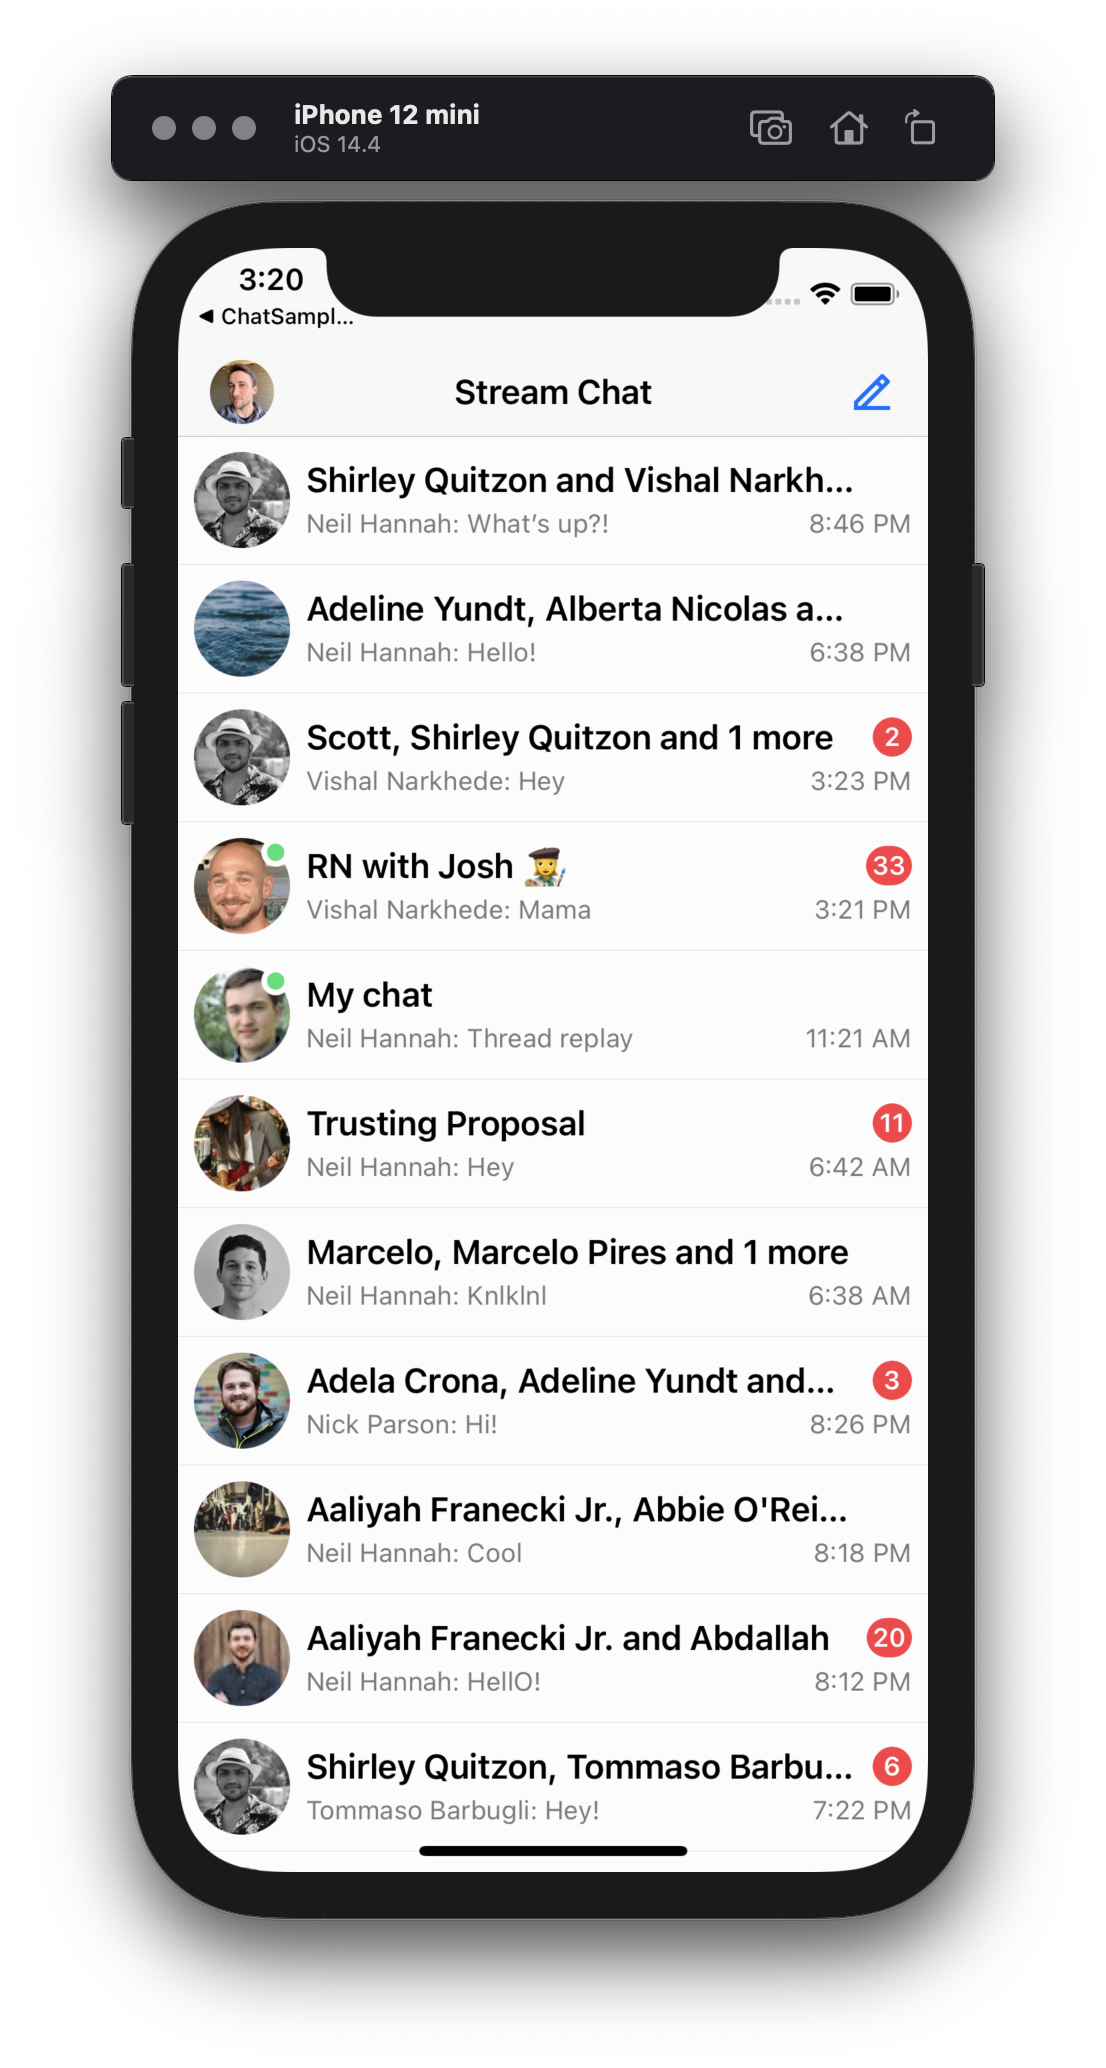 iPhone 12 mini
iOS 14.4
3:20
◀ ChatSampl...
Stream Chat
Shirley Quitzon and Vishal Narkh...
Neil Hannah: What's up?! 8:46 PM
Adeline Yundt, Alberta Nicolas a...
Neil Hannah: Hello! 6:38 PM
Scott, Shirley Quitzon and 1 more 2
Vishal Narkhede: Hey 3:23 PM
RN with Josh 👩‍🎨 33
Vishal Narkhede: Mama 3:21 PM
My chat
Neil Hannah: Thread replay 11:21 AM
Trusting Proposal 11
Neil Hannah: Hey 6:42 AM
Marcelo, Marcelo Pires and 1 more
Neil Hannah: Knlklnl 6:38 AM
Adela Crona, Adeline Yundt and... 3
Nick Parson: Hi! 8:26 PM
Aaliyah Franecki Jr., Abbie O'Rei...
Neil Hannah: Cool 8:18 PM
Aaliyah Franecki Jr. and Abdallah 20
Neil Hannah: HellO! 8:12 PM
Shirley Quitzon, Tommaso Barbu... 6
Tommaso Barbugli: Hey! 7:22 PM